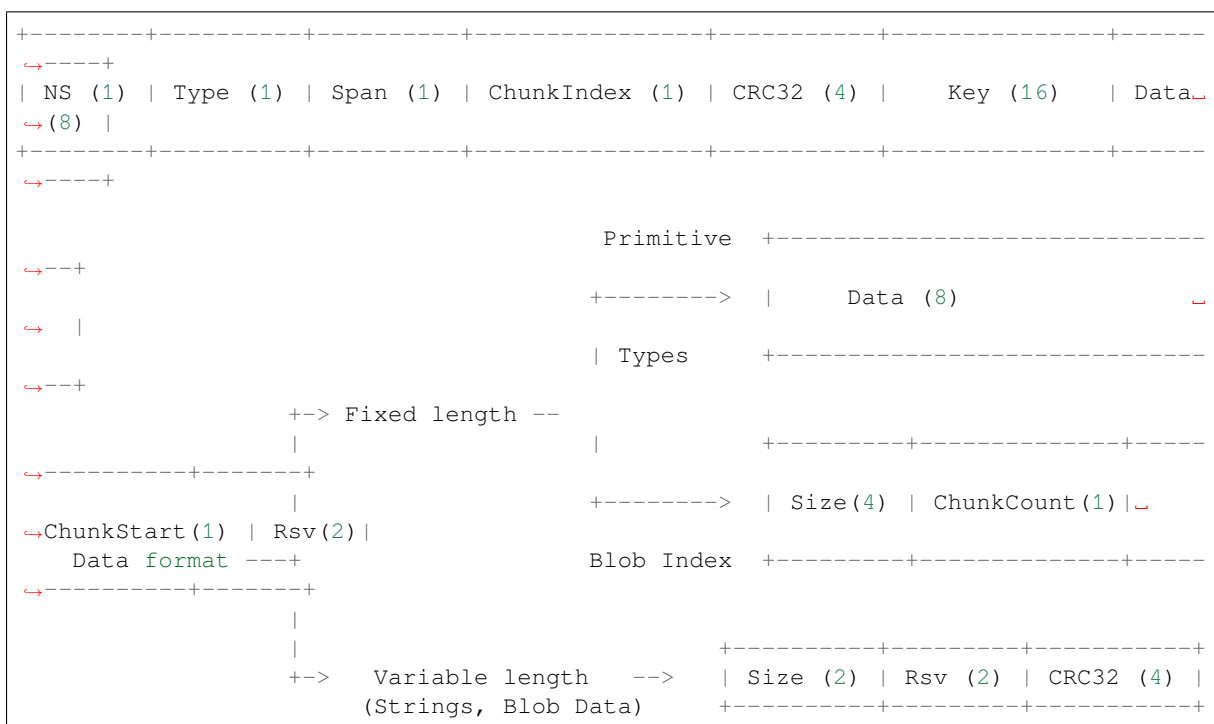 +--------+----------+----------+----------------+-----------+---------------+------
↪----+
| NS (1) | Type (1) | Span (1) | ChunkIndex (1) | CRC32 (4) |    Key (16)   | Data␣
↪(8) |
+--------+----------+----------+----------------+-----------+---------------+------
↪----+
                                         Primitive  +------------------------------
↪--+
                                        +-------->  |     Data (8)                 ␣
↪  |
                                        | Types     +------------------------------
↪--+
                   +-> Fixed length --
                   |                    |           +---------+--------------+-----
↪----------+-------+
                   |                    +-------->  | Size(4) | ChunkCount(1)|␣
↪ChunkStart(1) | Rsv(2)|
    Data format ---+                    Blob Index  +---------+--------------+-----
↪----------+-------+
                   |
                   |                             +----------+---------+-----------+
                   +->   Variable length   -->   | Size (2) | Rsv (2) | CRC32 (4) |
                        (Strings, Blob Data)     +----------+---------+-----------+